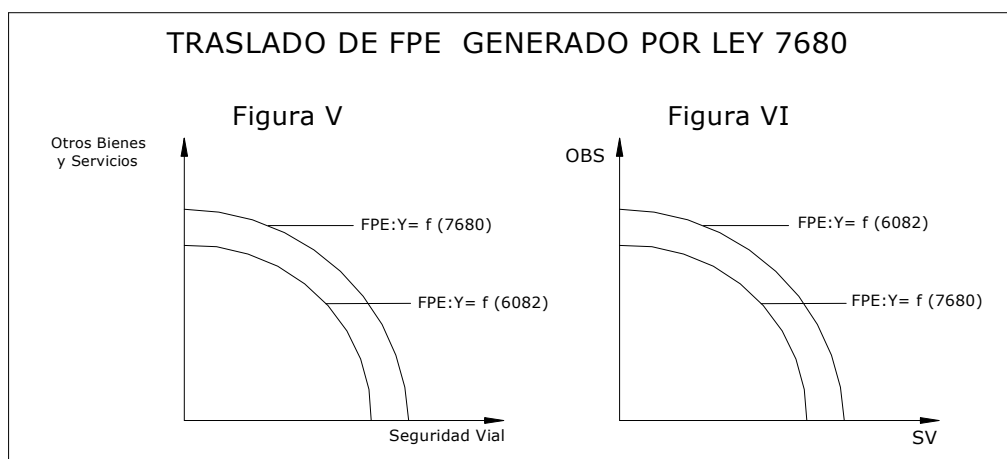 TRASLADO DE FPE GENERADO POR LEY 7680
Figura V
Otros Bienes
y Servicios
FPE:Y= f (7680)
FPE:Y= f (6082)
Seguridad Vial
Figura VI
OBS
FPE:Y= f (6082)
FPE:Y= f (7680)
SV